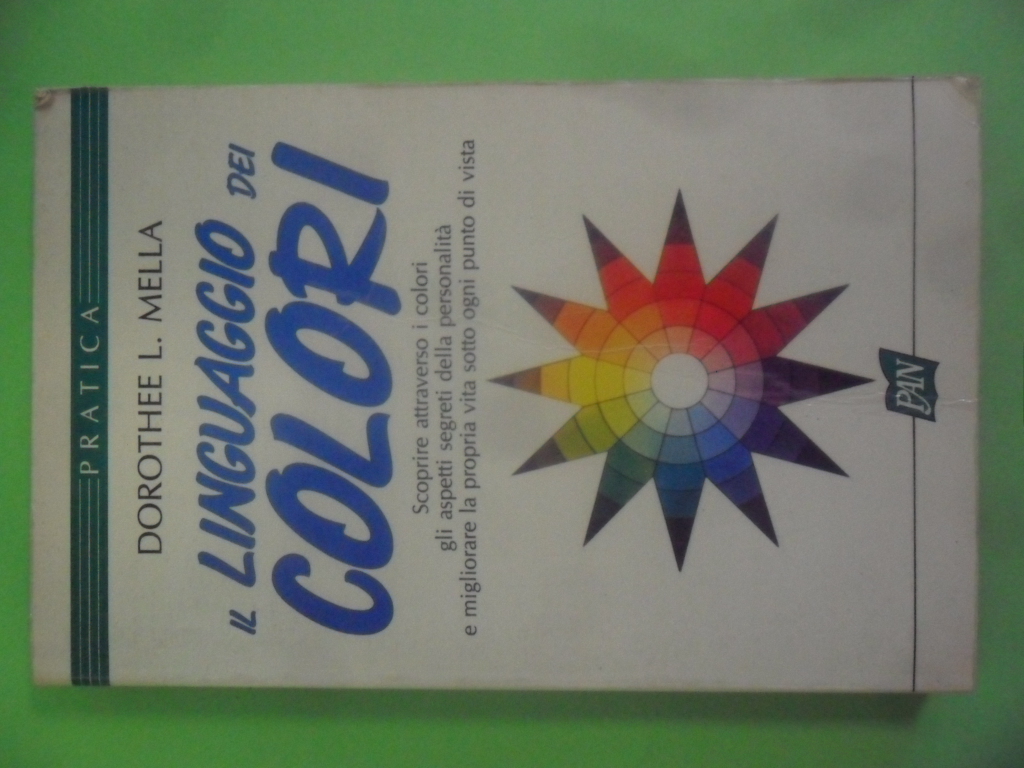 PRATICA
DOROTHEE L. MELLA
IL LINGUAGGIO DEI
COLORI
Scoprire attraverso i colori
gli aspetti segreti della personalità
e migliorare la propria vita sotto ogni punto di vista
PAN